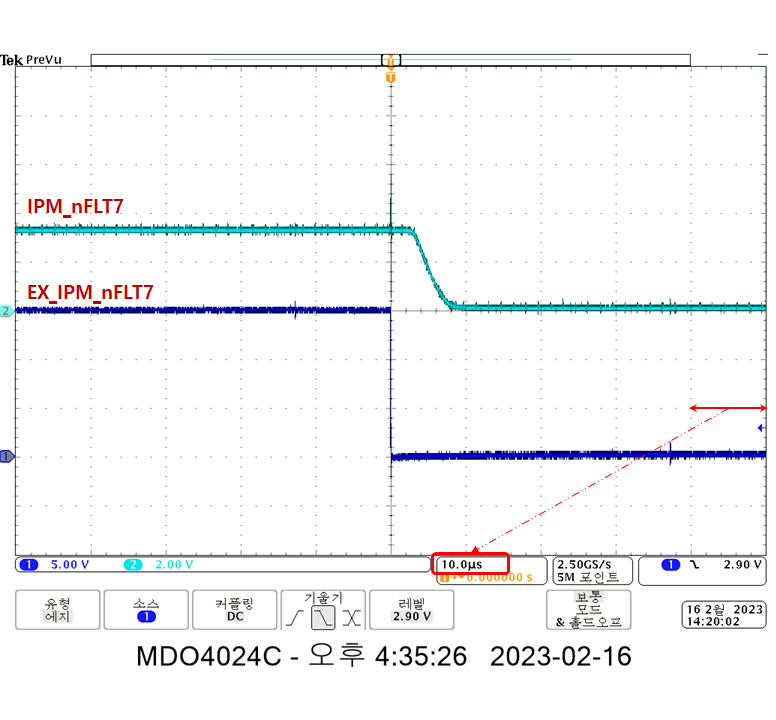 Tek PreVu
T
T
IPM_nFLT7
EX_IPM_nFLT7
2
1
1 5.00 V 2 2.00 V
10.0µs
0.000000 s
2.50GS/s
5M 포인트
1 2.90 V
유형
에지
소스
1
커플링
DC
기울기
레벨
2.90 V
보통
모드
& 홀드오프
16 2월 2023
14:20:02
MDO4024C - 오후 4:35:26 2023-02-16